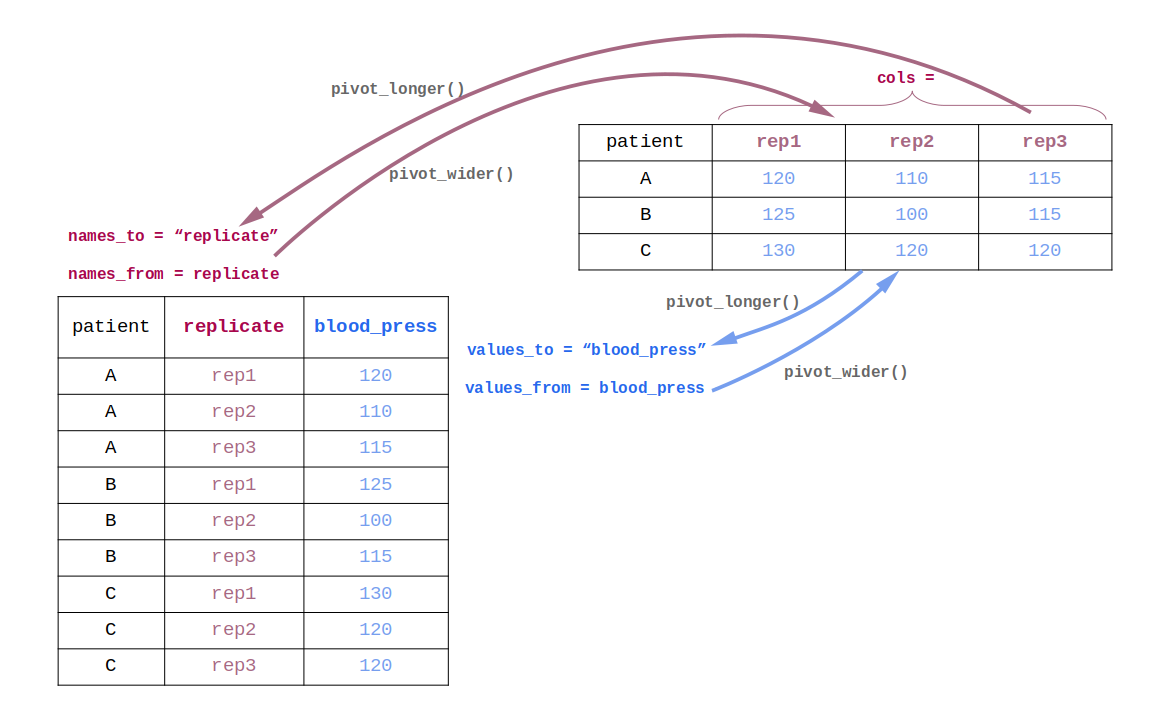 cols =
pivot_longer()
patient rep1 rep2 rep3
A 120 110 115
B 125 100 115
C 130 120 120
pivot_wider()
names_to = “replicate”
names_from = replicate
pivot_longer()
values_to = “blood_press”
pivot_wider()
values_from = blood_press
patient replicate blood_press
A rep1 120
A rep2 110
A rep3 115
B rep1 125
B rep2 100
B rep3 115
C rep1 130
C rep2 120
C rep3 120